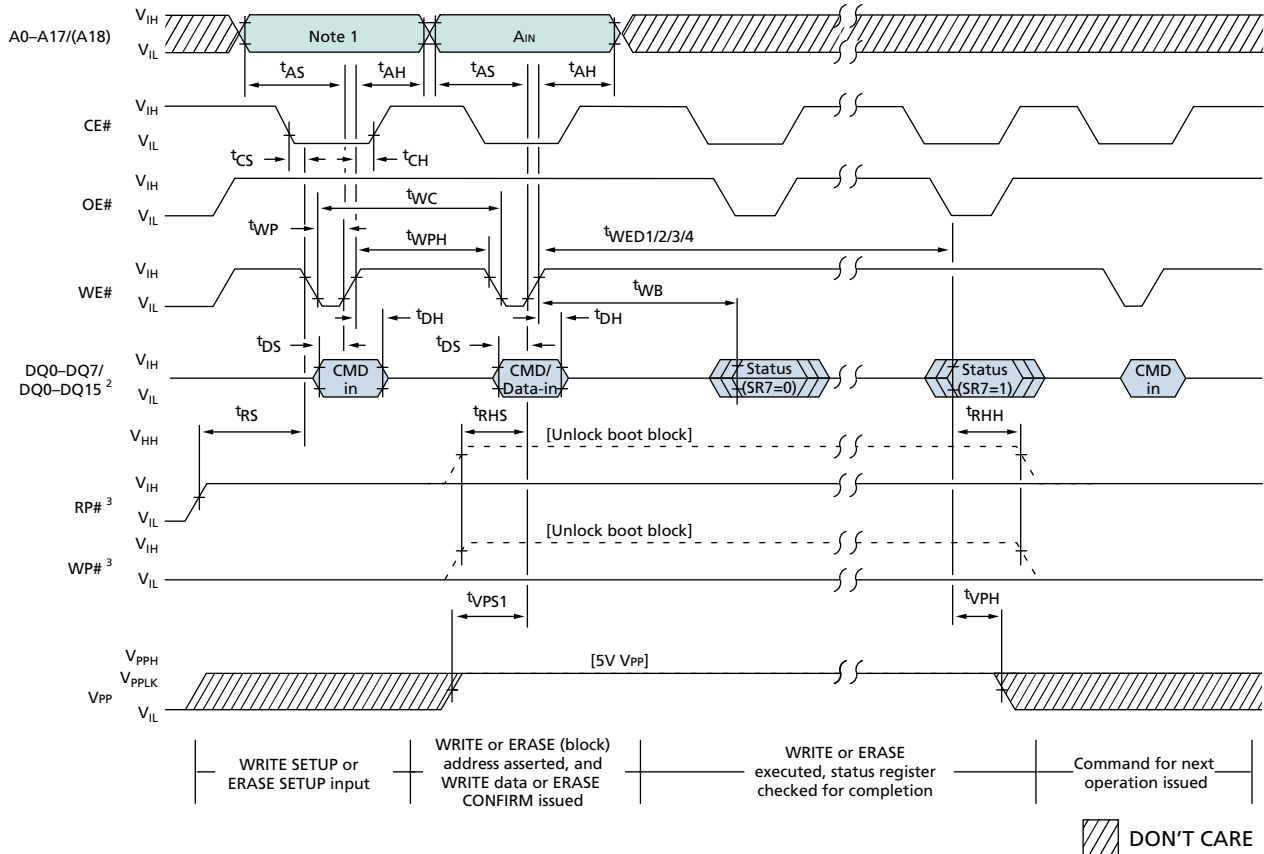 A0–A17/(A18)
VIH
VIL
Note 1
AIN
tAS
tAH
tAS
tAH
CE#
VIH
VIL
tCS
tCH
OE#
VIH
VIL
tWC
tWP
tWPH
tWED1/2/3/4
WE#
VIH
VIL
tWB
tDH
tDH
tDS
tDS
DQ0–DQ7/
DQ0–DQ15 2
VIH
VIL
CMD
in
CMD/
Data-in
Status
(SR7=0)
Status
(SR7=1)
CMD
in
tRS
tRHS
tRHH
[Unlock boot block]
VHH
VIH
RP# 3
VIL
[Unlock boot block]
VIH
WP# 3
VIL
tVPS1
tVPH
VPPH
[5V VPP]
VPPLK
VPP
VIL
WRITE SETUP or
ERASE SETUP input
WRITE or ERASE (block)
address asserted, and
WRITE data or ERASE
CONFIRM issued
WRITE or ERASE
executed, status register
checked for completion
Command for next
operation issued
DON'T CARE